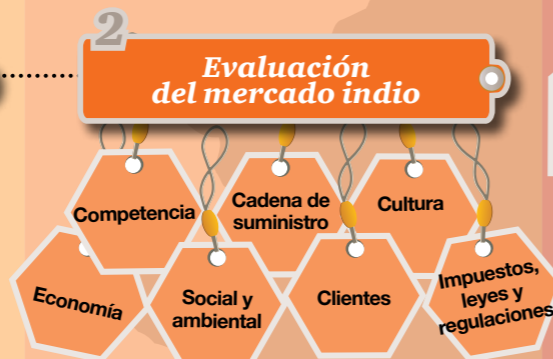 2
Evaluación
del mercado indio
Competencia
Cadena de
suministro
Cultura
Economía
Social y
ambiental
Clientes
Impuestos,
leyes y
regulaciones